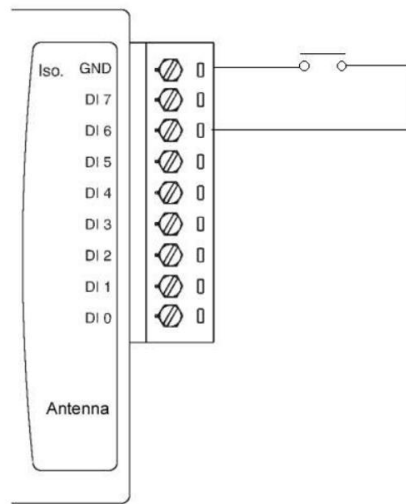 Iso. GND
DI 7
DI 6
DI 5
DI 4
DI 3
DI 2
DI 1
DI 0
Antenna